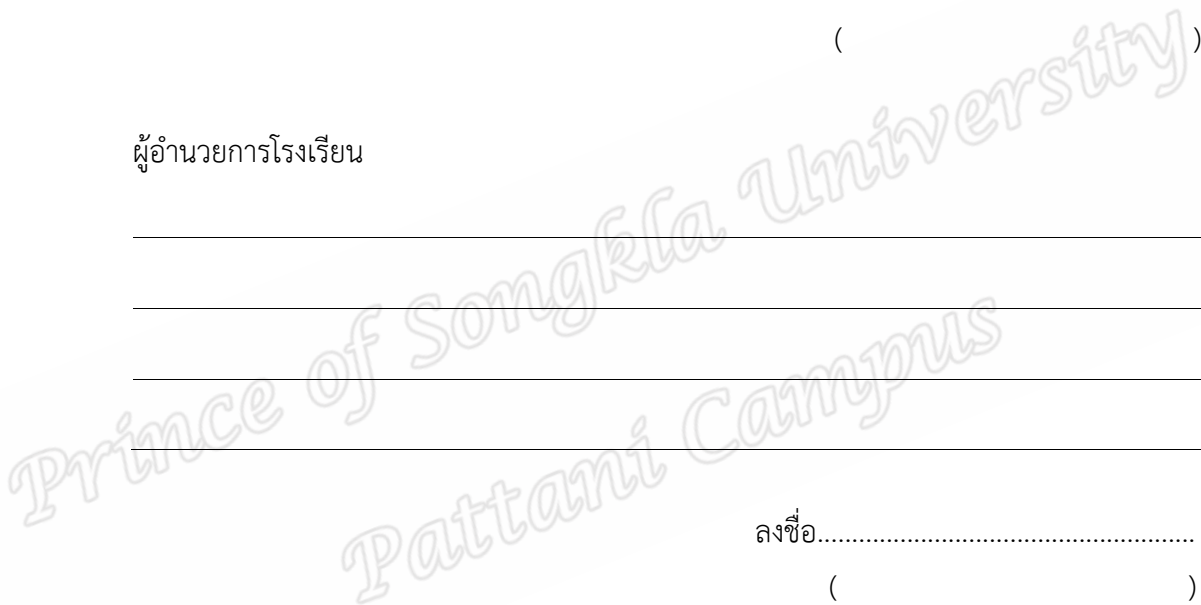 (                    )
ผู้อำนวยการโรงเรียน
Prince of Songkla University
Pattani Campus
ลงชื่อ......................................................
(                    )